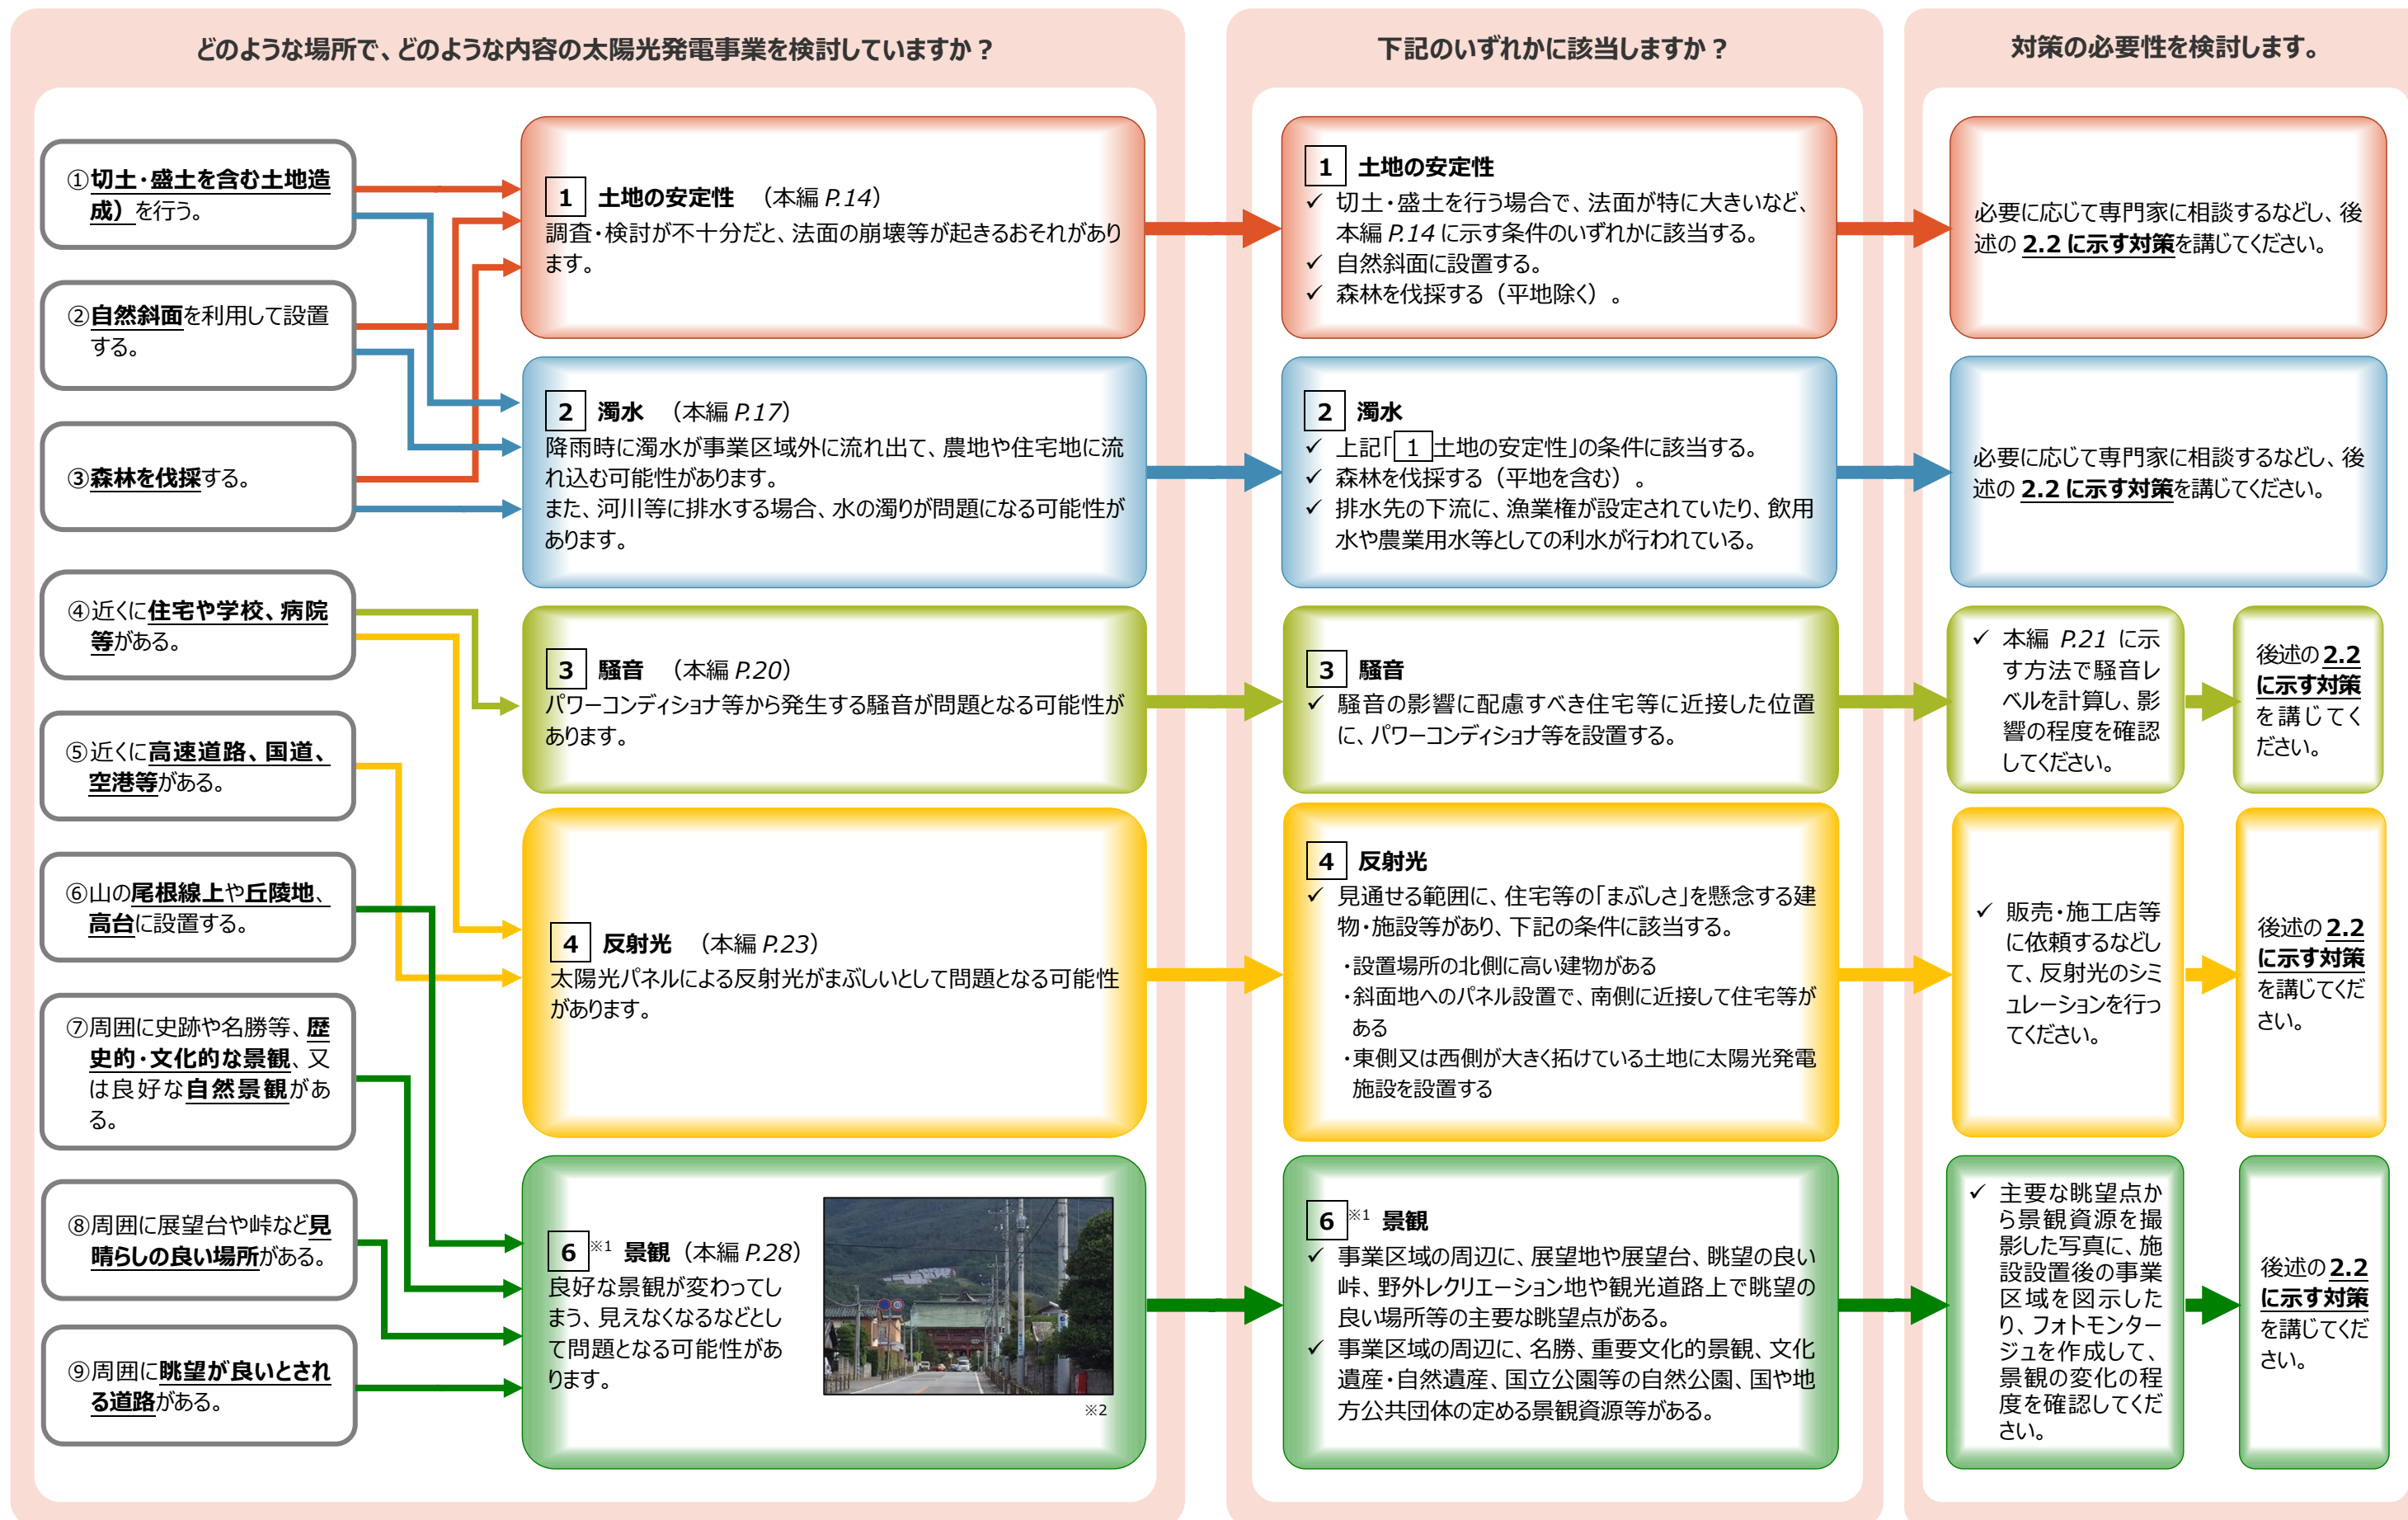 どのような場所で、どのような内容の太陽光発電事業を検討していますか？
①切土・盛土を含む土地造
成）を行う。
②自然斜面を利用して設置
する。
③森林を伐採する。
④近くに住宅や学校、病院
等がある。
⑤近くに高速道路、国道、
空港等がある。
⑥山の尾根線上や丘陵地、
高台に設置する。
⑦周囲に史跡や名勝等、歴
史的・文化的な景観、又
は良好な自然景観があ
る。
⑧周囲に展望台や峠など見
晴らしの良い場所がある。
⑨周囲に眺望が良いとされ
る道路がある。
1 土地の安定性 （本編 P.14）
調査・検討が不十分だと、法面の崩壊等が起きるおそれがあり
ます。
2 濁水 （本編 P.17）
降雨時に濁水が事業区域外に流れ出て、農地や住宅地に流
れ込む可能性があります。
また、河川等に排水する場合、水の濁りが問題になる可能性が
あります。
3 騒音 （本編 P.20）
パワーコンディショナ等から発生する騒音が問題となる可能性が
あります。
4 反射光 （本編 P.23）
太陽光パネルによる反射光がまぶしいとして問題となる可能性
があります。
6 ※1 景観（本編 P.28）
良好な景観が変わってし
まう、見えなくなるなどとし
て問題となる可能性があ
ります。
※2
下記のいずれかに該当しますか？
1 土地の安定性
✓ 切土・盛土を行う場合で、法面が特に大きいなど、
本編 P.14 に示す条件のいずれかに該当する。
✓ 自然斜面に設置する。
✓ 森林を伐採する（平地除く）。
2 濁水
✓ 上記「1 土地の安定性」の条件に該当する。
✓ 森林を伐採する（平地を含む）。
✓ 排水先の下流に、漁業権が設定されていたり、飲用
水や農業用水等としての利水が行われている。
3 騒音
✓ 騒音の影響に配慮すべき住宅等に近接した位置
に、パワーコンディショナ等を設置する。
4 反射光
✓ 見通せる範囲に、住宅等の「まぶしさ」を懸念する建
物・施設等があり、下記の条件に該当する。
・設置場所の北側に高い建物がある
・斜面地へのパネル設置で、南側に近接して住宅等が
ある
・東側又は西側が大きく拓けている土地に太陽光発電
施設を設置する
6 ※1 景観
✓ 事業区域の周辺に、展望地や展望台、眺望の良い
峠、野外レクリエーション地や観光道路上で眺望の
良い場所等の主要な眺望点がある。
✓ 事業区域の周辺に、名勝、重要文化的景観、文化
遺産・自然遺産、国立公園等の自然公園、国や地
方公共団体の定める景観資源等がある。
対策の必要性を検討します。
必要に応じて専門家に相談するなどし、後
述の 2.2 に示す対策を講じてください。
必要に応じて専門家に相談するなどし、後
述の 2.2 に示す対策を講じてください。
✓ 本編 P.21 に示
す方法で騒音レ
ベルを計算し、影
響の程度を確認
してください。
後述の 2.2
に示す対策
を講じてく
ださい。
✓ 販売・施工店等
に依頼するなどし
て、反射光のシミ
ュレーションを行っ
てください。
後述の 2.2
に示す対策
を講じてくだ
さい。
✓ 主要な眺望点か
ら景観資源を撮
影した写真に、施
設設置後の事業
区域を図示した
り、フォトモンター
ジュを作成して、
景観の変化の程
度を確認してくだ
さい。
後述の 2.2
に示す対策
を講じてくだ
さい。